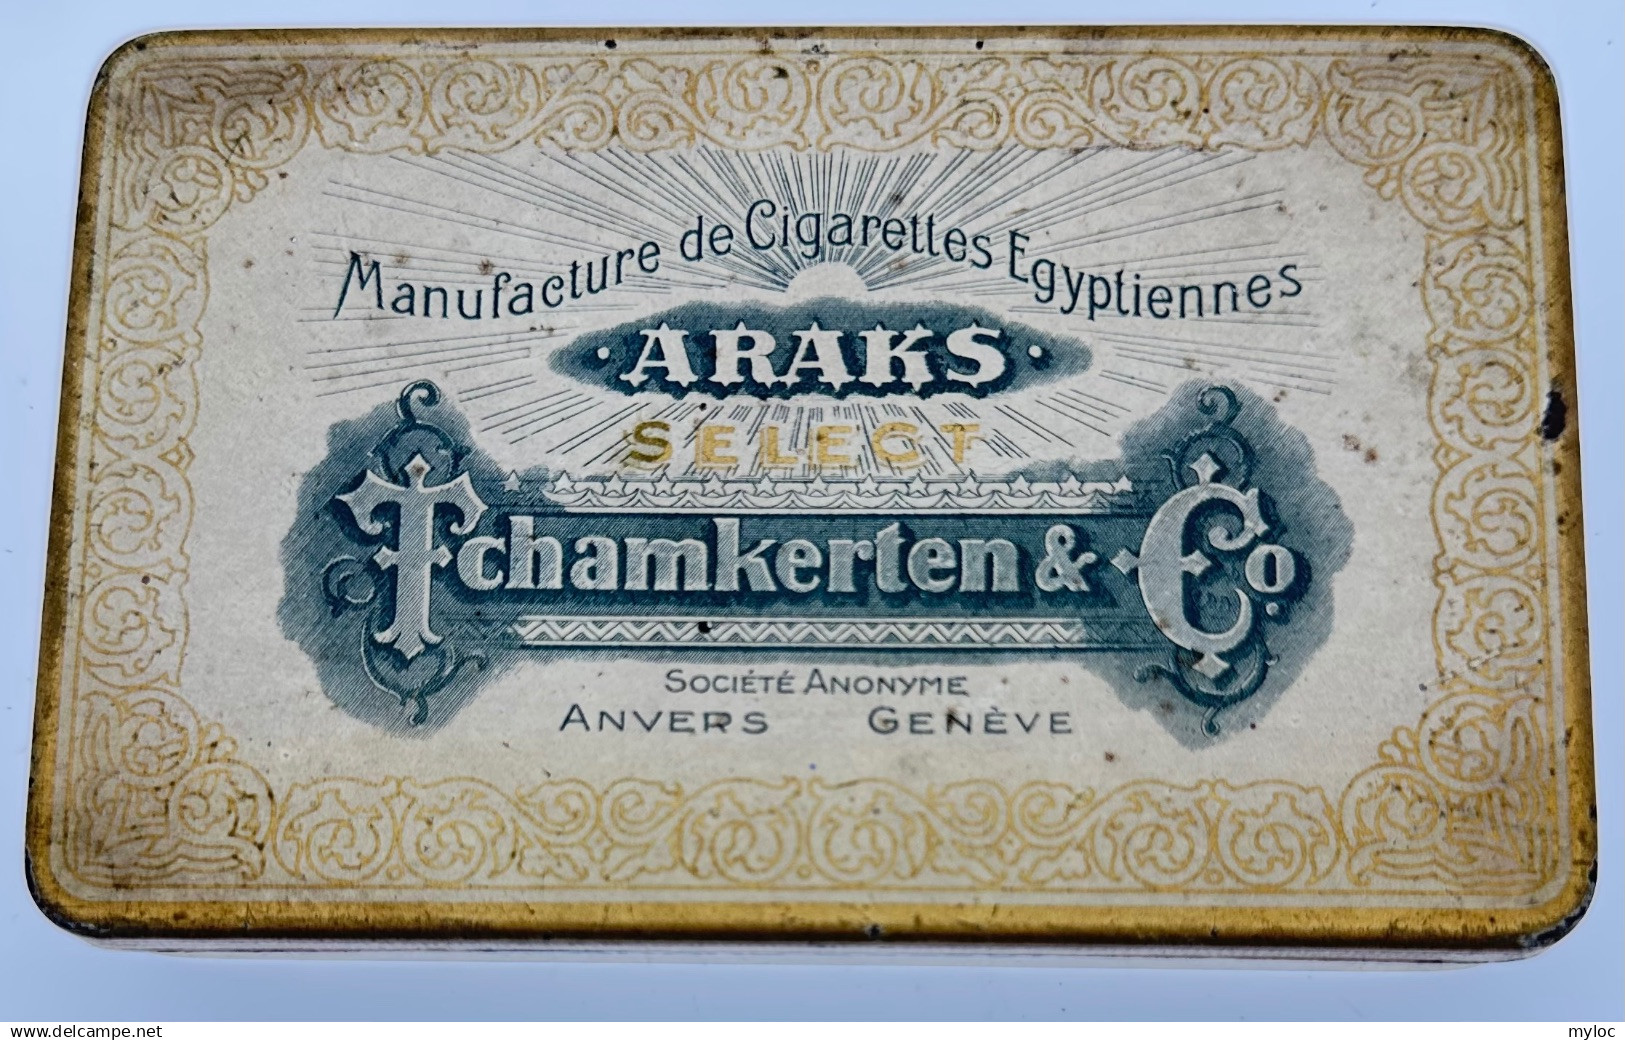 Manufacture de Cigarettes Egyptiennes
· ARAKS ·
SELECT
Tchamkerten & Co.
SOCIÉTÉ ANONYME
ANVERS GENÈVE
www.delcampe.net
myloc